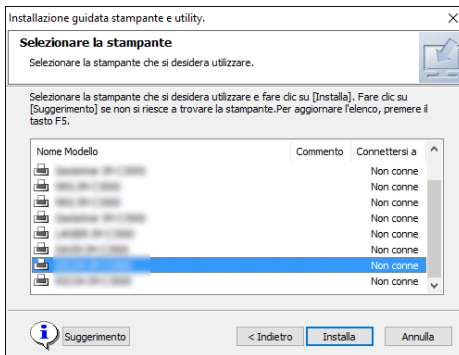 Installazione guidata stampante e utility.
Selezionare la stampante
Selezionare la stampante che si desidera utilizzare.
Selezionare la stampante che si desidera utilizzare e fare clic su [Installa]. Fare clic su
[Suggerimento] se non si riesce a trovare la stampante.Per aggiornare l'elenco, premere il
tasto F5.
Nome Modello Commento Connettersi a
Non conne
Non conne
Non conne
Non conne
Non conne
Non conne
Non conne
Non conne
Suggerimento < Indietro Installa Annulla